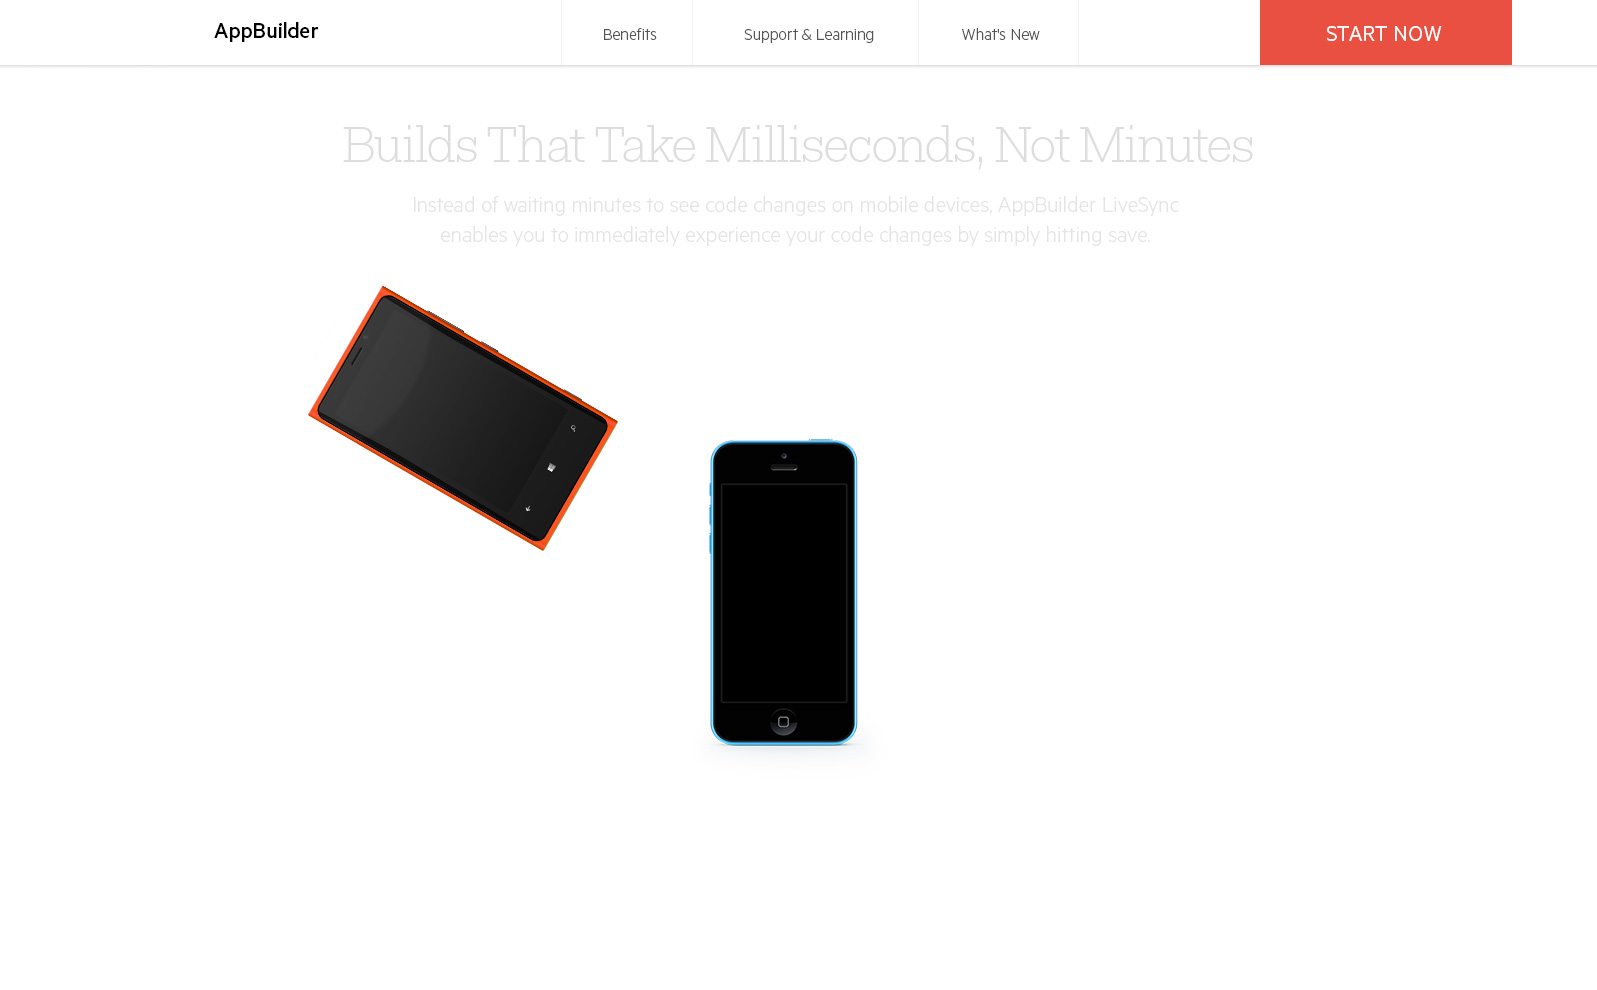 AppBuilder
Benefits
Support & Learning
What's New
START NOW
Builds That Take Milliseconds, Not Minutes
Instead of waiting minutes to see code changes on mobile devices, AppBuilder LiveSync
enables you to immediately experience your code changes by simply hitting save.